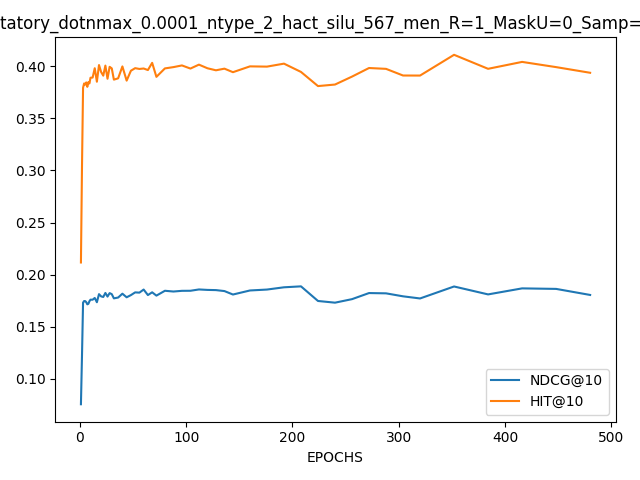 tatory_dotnmax_0.0001_ntype_2_hact_silu_567_men_R=1_MaskU=0_Samp=
0.40
0.35
0.30
0.25
0.20
0.15
0.10
NDCG@10
HIT@10
0 100 200 300 400 500
EPOCHS